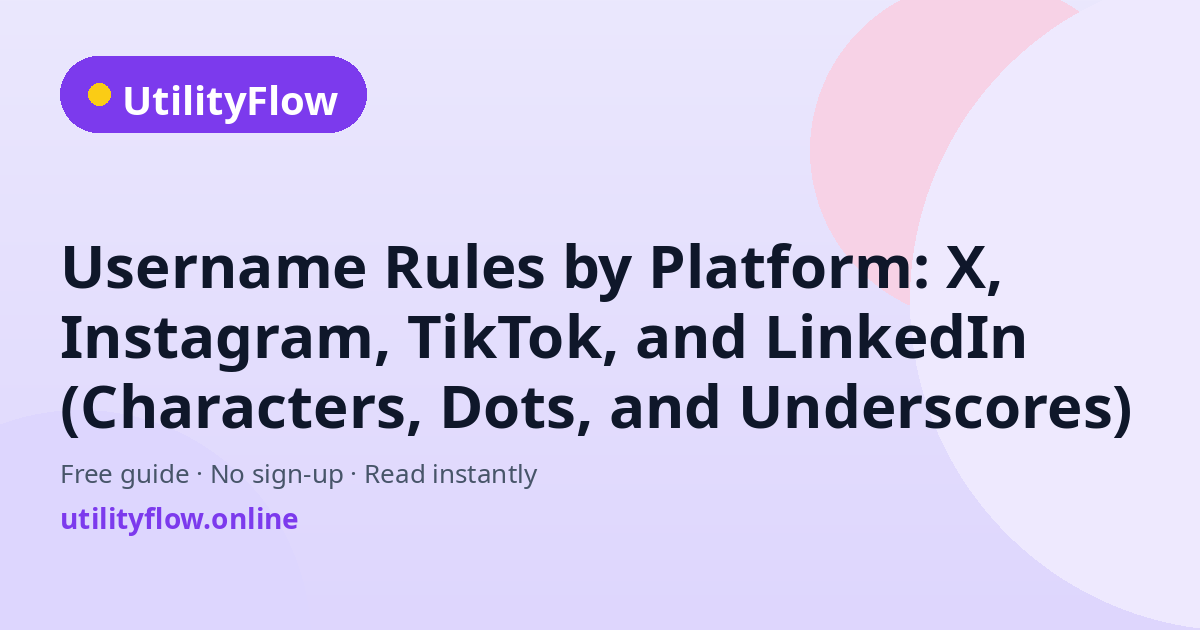 UtilityFlow
Username Rules by Platform: X,
Instagram, TikTok, and LinkedIn
(Characters, Dots, and Underscores)
Free guide · No sign-up · Read instantly
utilityflow.online